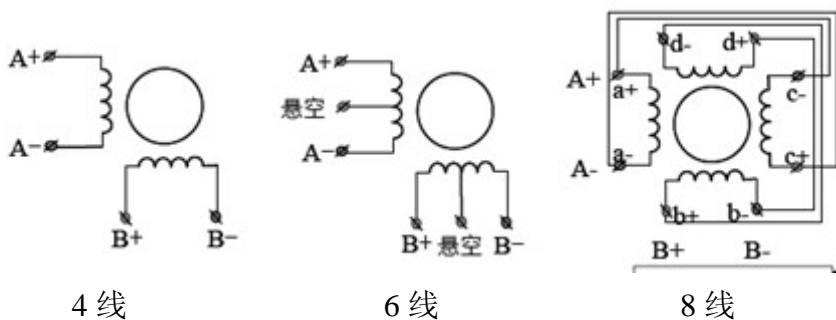 A+
A−
B+ B−
4 线
A+
悬空
A−
B+ 悬空 B−
6 线
d- d+
A+ a+ c-
A- a- c+
b+ b-
B+ B-
8 线